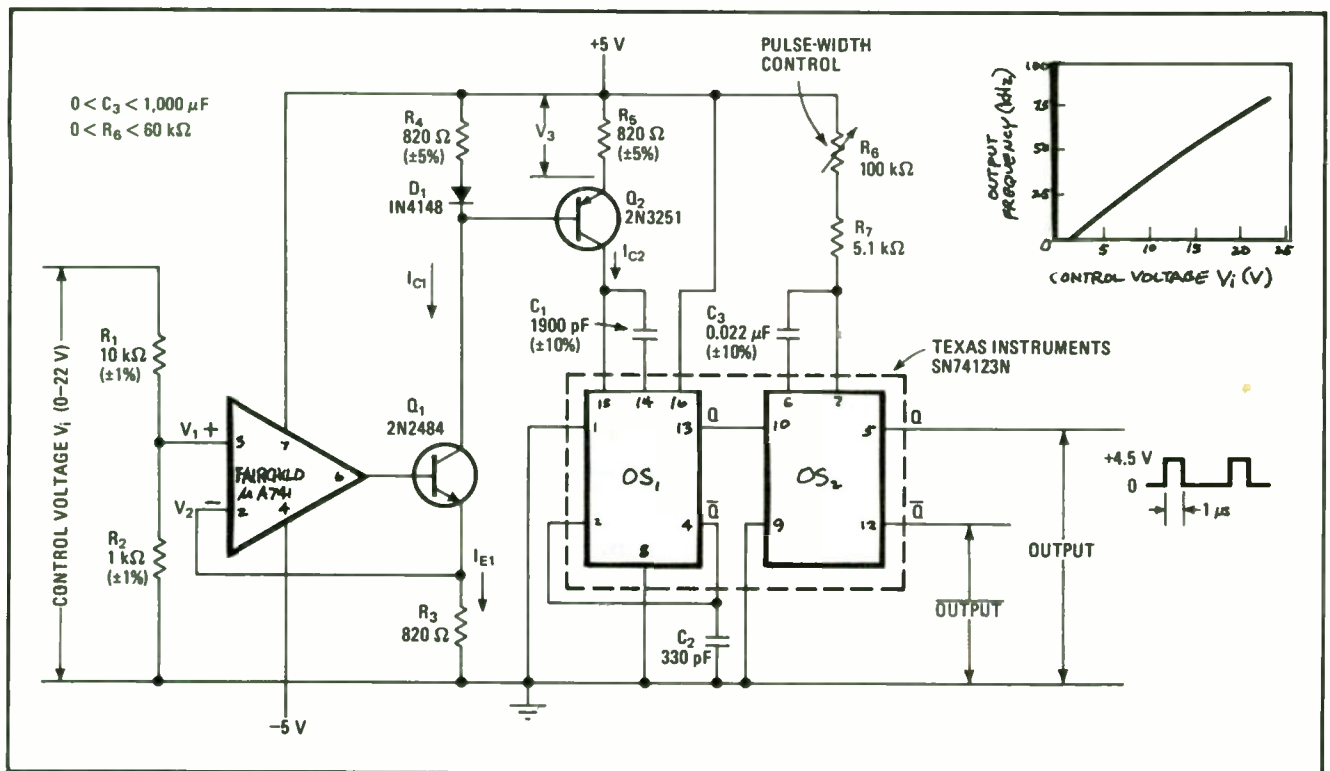 +5 V
PULSE-WIDTH
CONTROL
0 < C3 < 1,000 µF
0 < R6 < 60 kΩ
R4
820 Ω
(±5%)
V3
R5
820 Ω
(±5%)
R6
100 kΩ
D1
IN4148
Q2
2N3251
R7
5.1 kΩ
IC1
IC2
C1
1900 pF
(±10%)
C3
0.022 µF
(±10%)
TEXAS INSTRUMENTS
SN74123N
100
75
50
25
0
5
10
15
20
25
OUTPUT
FREQUENCY (kHz)
CONTROL VOLTAGE Vi (V)
CONTROL VOLTAGE Vi (0–22 V)
R1
10 kΩ
(±1%)
V1 +
V2 −
3
2
7
4
6
FAIRCHILD
µA741
Q1
2N2484
R2
1 kΩ
(±1%)
IE1
R3
820 Ω
−5 V
15
14
16
1
13
Q
OS1
2
4
Q̅
8
C2
330 pF
6
7
10
5
Q
OS2
9
12
Q̅
OUTPUT
O̅U̅T̅P̅U̅T̅
+4.5 V
0
1 µs